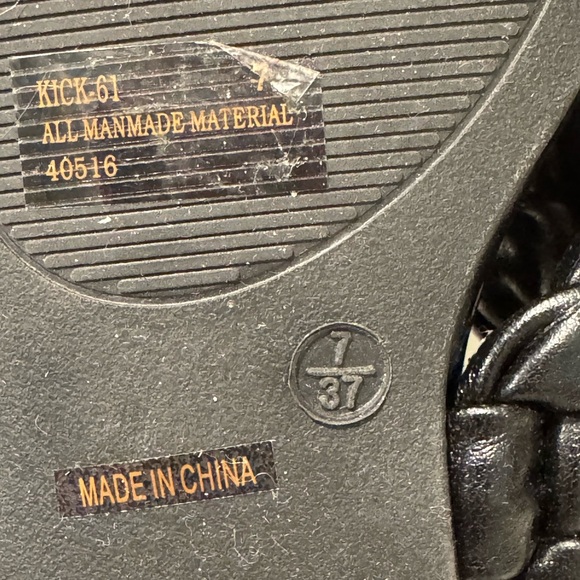 KICK-61 7
ALL MANMADE MATERIAL
40516
7
37
MADE IN CHINA